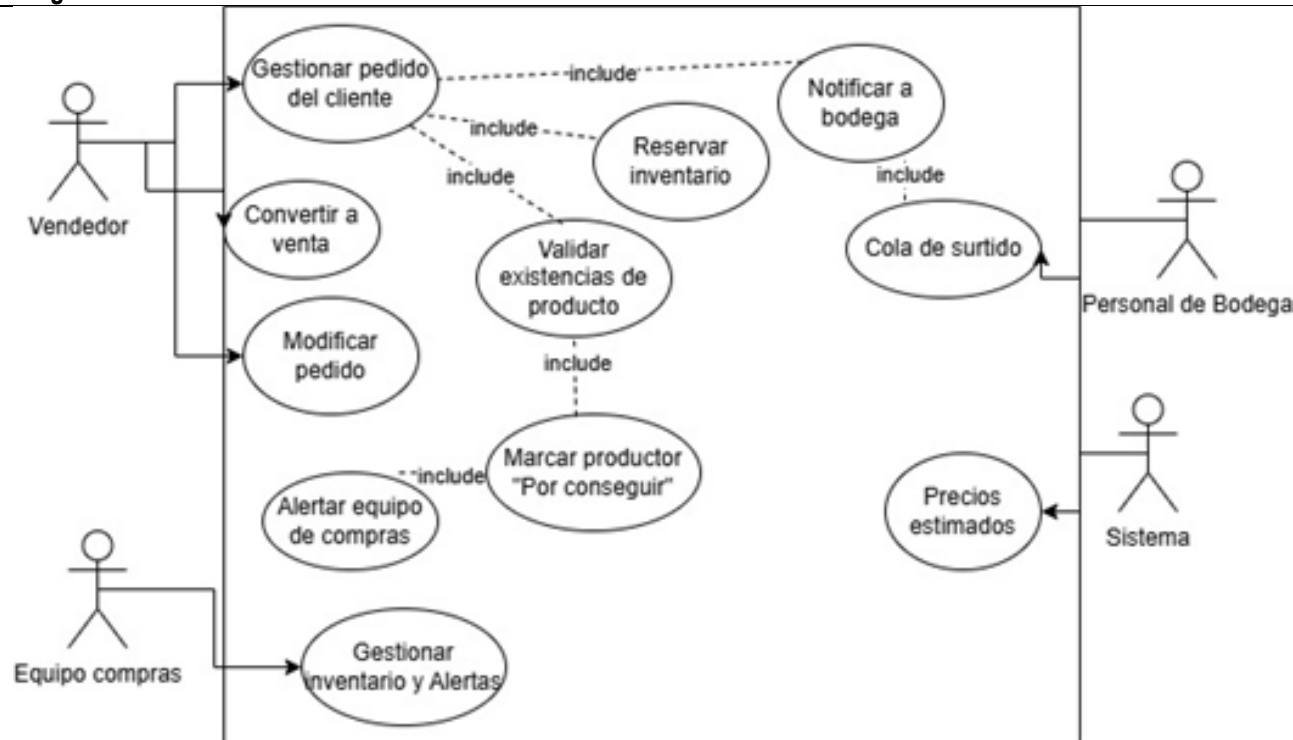 Gestionar pedido
del cliente
include
Notificar a
bodega
include
Reservar
inventario
include
include
Vendedor
Convertir a
venta
Validar
existencias de
producto
Cola de surtido
Personal de Bodega
Modificar
pedido
include
Marcar productor
"Por conseguir"
include
Alertar equipo
de compras
Precios
estimados
Sistema
Equipo compras
Gestionar
inventario y Alertas